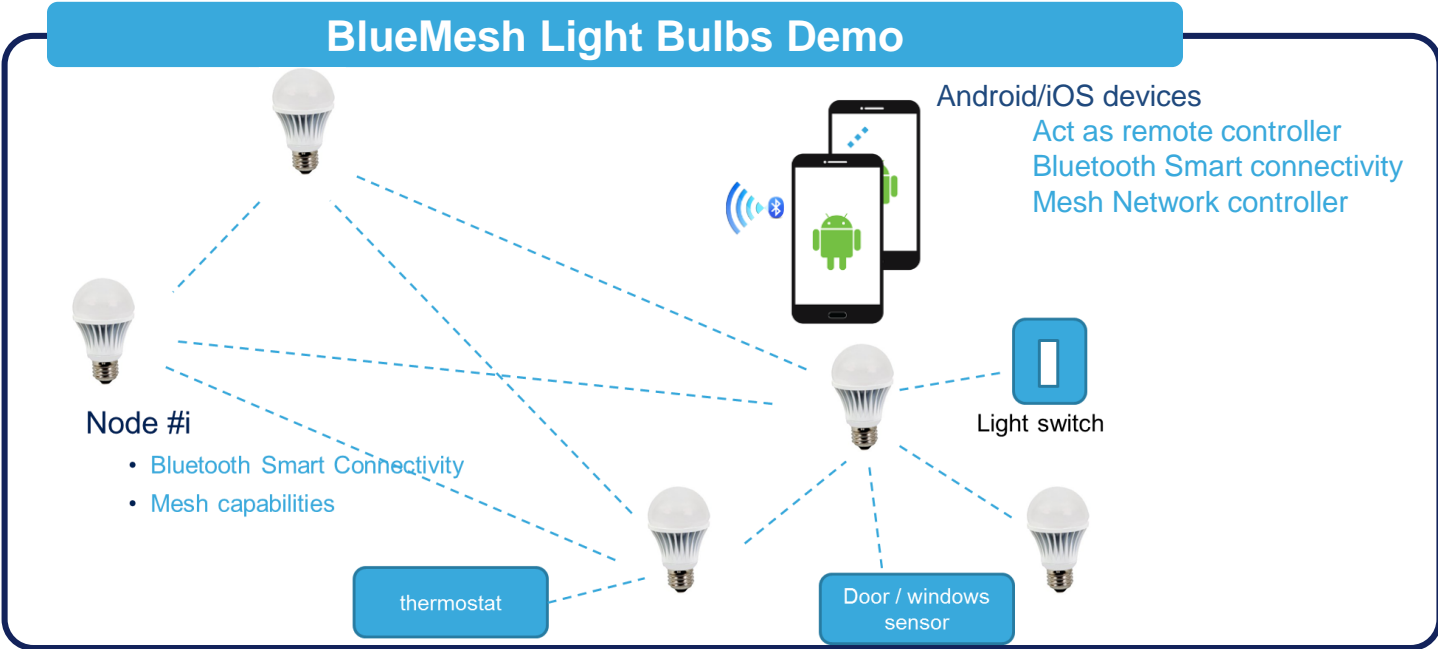 BlueMesh Light Bulbs Demo
Android/iOS devices
Act as remote controller
Bluetooth Smart connectivity
Mesh Network controller
Light switch
Node #i
• Bluetooth Smart Connectivity
• Mesh capabilities
thermostat
Door / windows
sensor